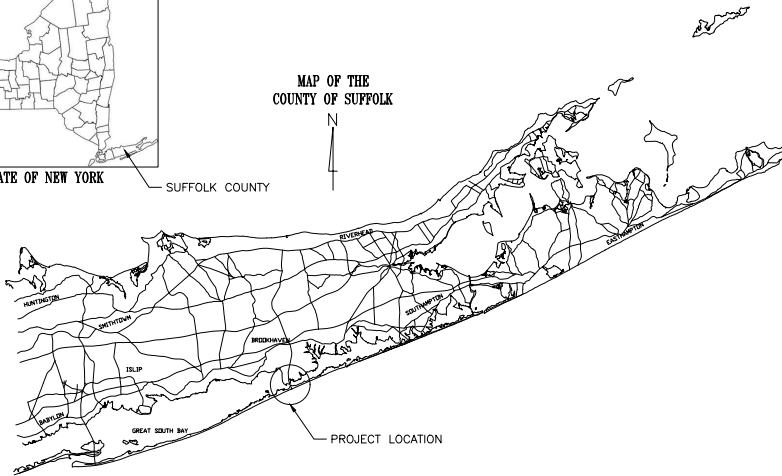 MAP OF THE
COUNTY OF SUFFOLK
N
ATE OF NEW YORK
SUFFOLK COUNTY
RIVERHEAD
EASTHAMPTON
HUNTINGTON
SMITHTOWN
SOUTHAMPTON
BROOKHAVEN
ISLIP
BABYLON
GREAT SOUTH BAY
PROJECT LOCATION